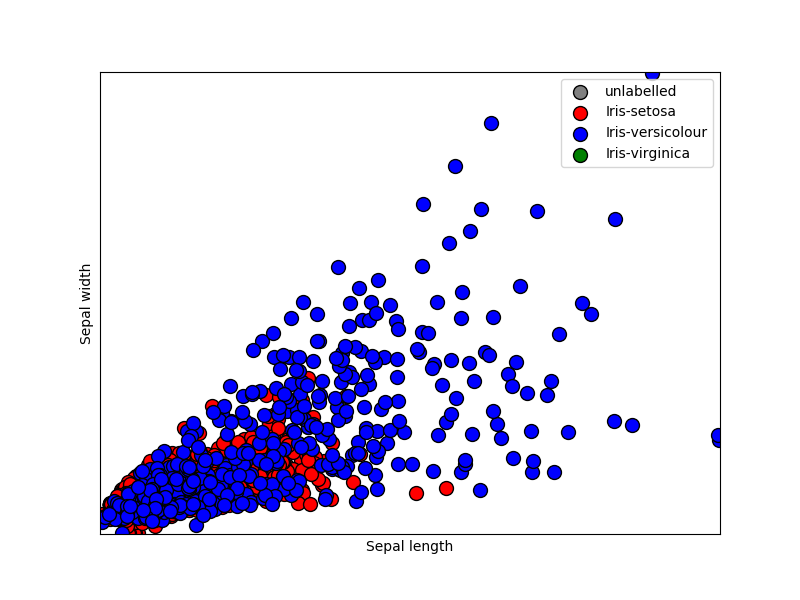 unlabelled
Iris-setosa
Iris-versicolour
Iris-virginica
Sepal width
Sepal length